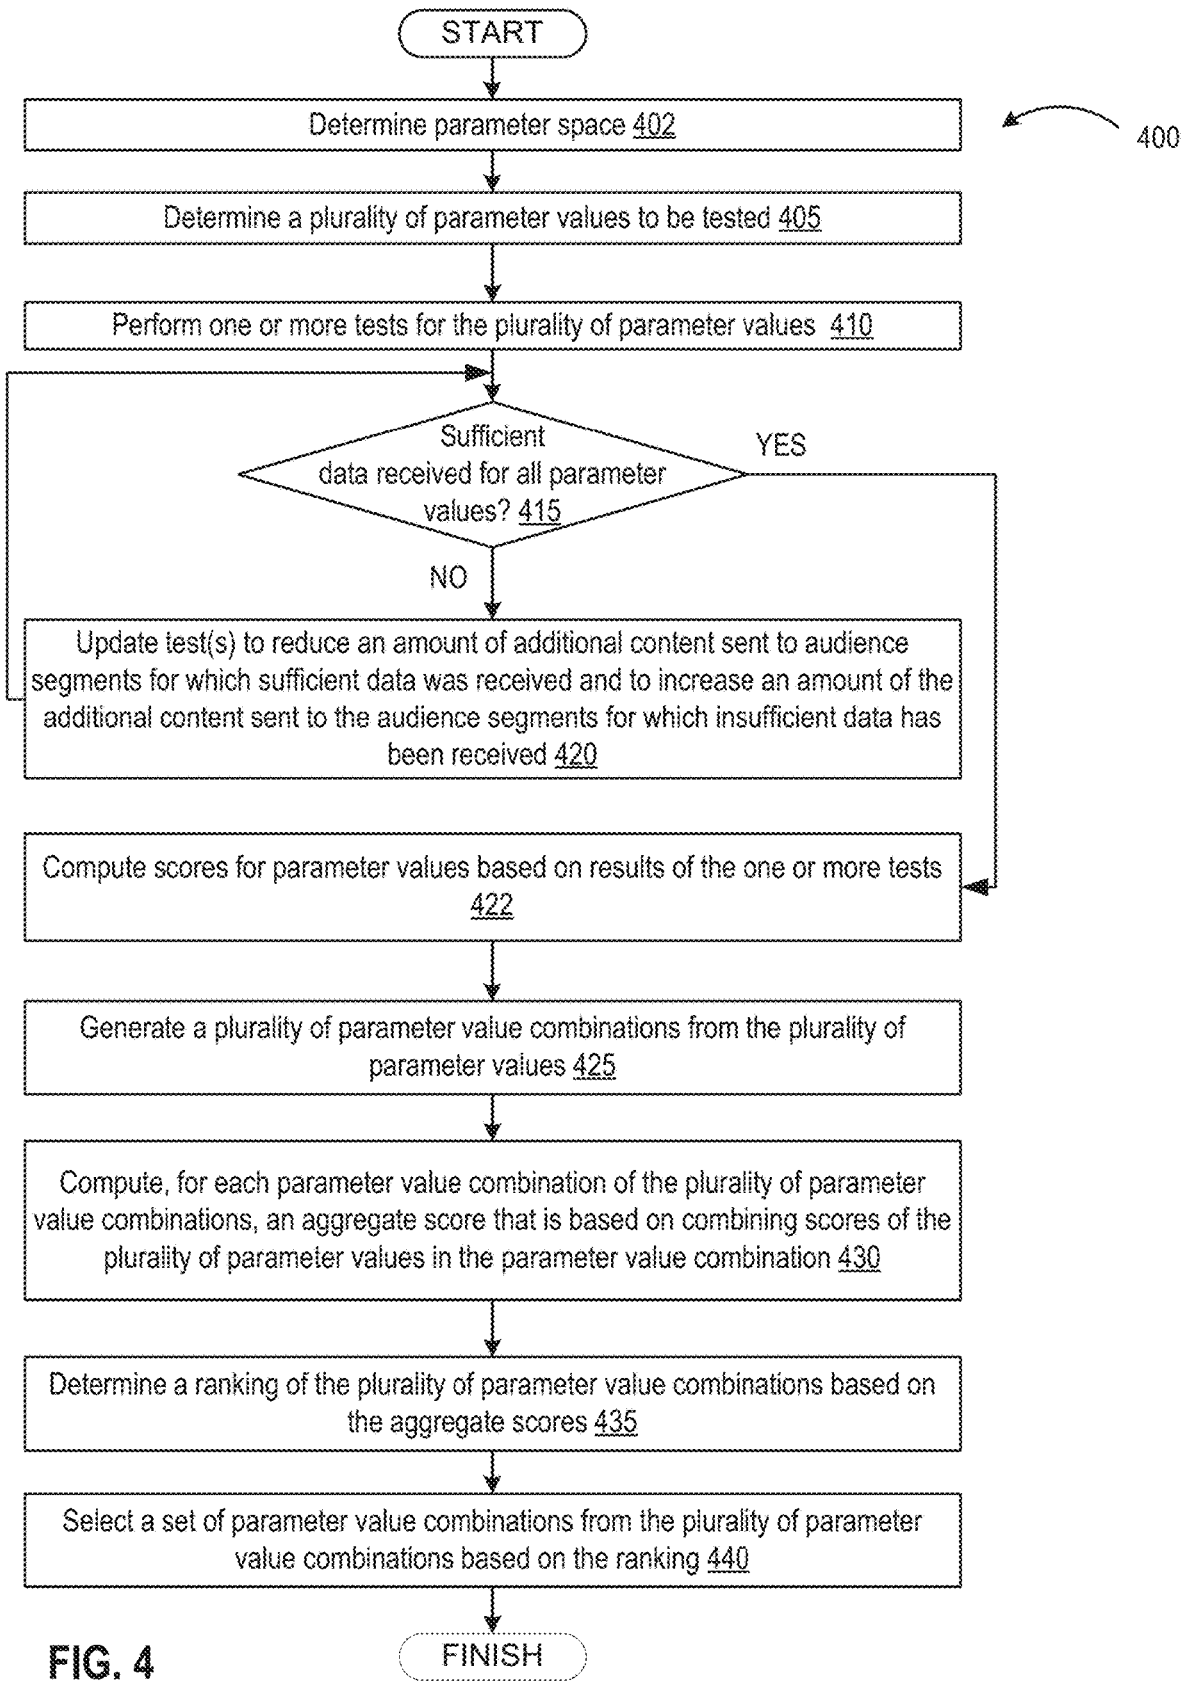 START
Determine parameter space 402
400
Determine a plurality of parameter values to be tested 405
Perform one or more tests for the plurality of parameter values 410
Sufficient
data received for all parameter
values? 415
YES
NO
Update test(s) to reduce an amount of additional content sent to audience
segments for which sufficient data was received and to increase an amount of the
additional content sent to the audience segments for which insufficient data has
been received 420
Compute scores for parameter values based on results of the one or more tests
422
Generate a plurality of parameter value combinations from the plurality of
parameter values 425
Compute, for each parameter value combination of the plurality of parameter
value combinations, an aggregate score that is based on combining scores of the
plurality of parameter values in the parameter value combination 430
Determine a ranking of the plurality of parameter value combinations based on
the aggregate scores 435
Select a set of parameter value combinations from the plurality of parameter
value combinations based on the ranking 440
FINISH
FIG. 4